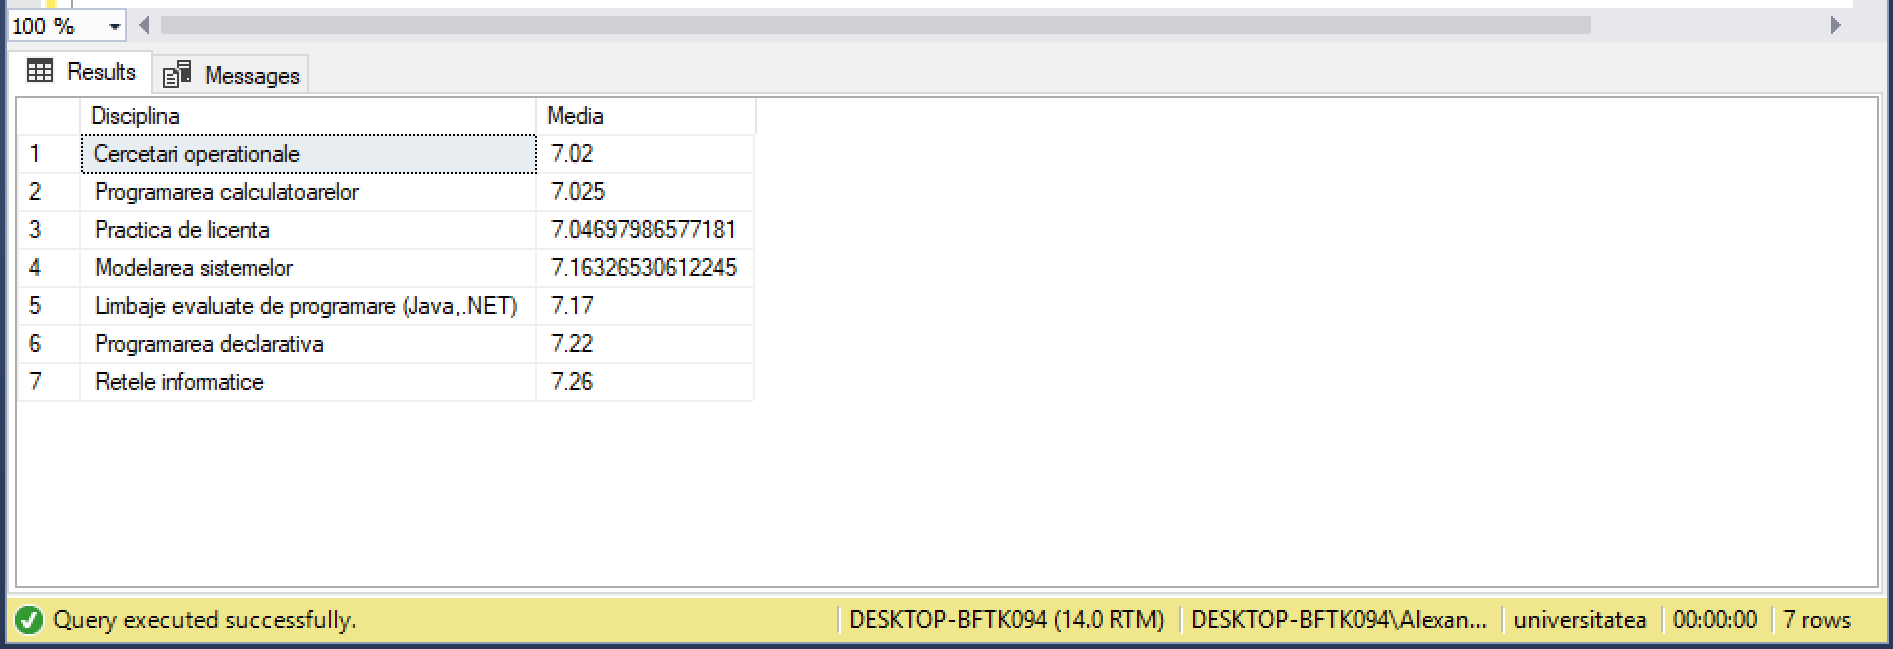 100 %
Results Messages
Disciplina Media
1 Cercetari operationale 7.02
2 Programarea calculatoarelor 7.025
3 Practica de licenta 7.04697986577181
4 Modelarea sistemelor 7.16326530612245
5 Limbaje evaluate de programare (Java,.NET) 7.17
6 Programarea declarativa 7.22
7 Retele informatice 7.26
Query executed successfully. DESKTOP-BFTK094 (14.0 RTM) DESKTOP-BFTK094\Alexan... universitatea 00:00:00 7 rows